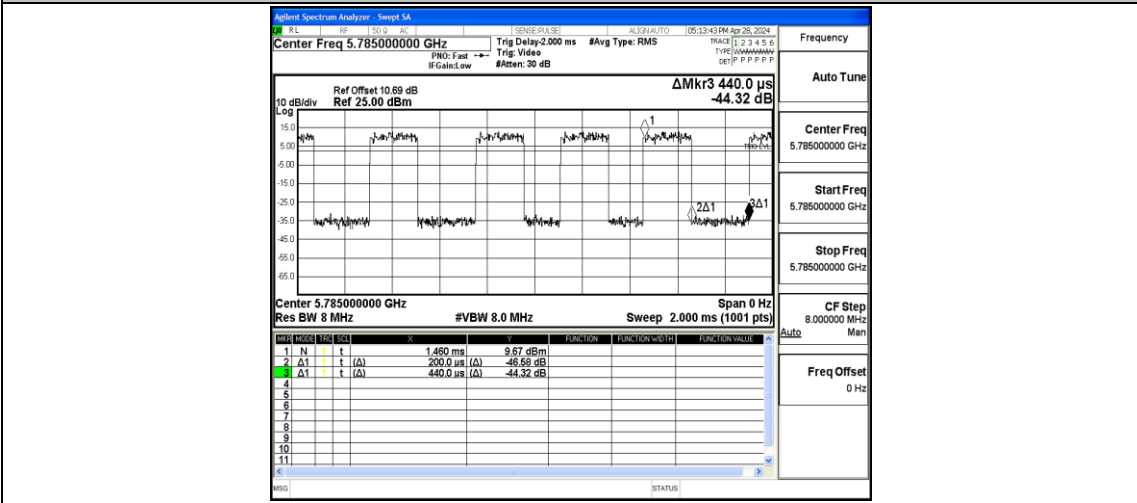 Agilent Spectrum Analyzer - Swept SA
RL RF 50 Ω AC SENSE:PULSE ALIGN AUTO 05:13:43 PM Apr 28, 2024
Center Freq 5.785000000 GHz Trig Delay-2.000 ms #Avg Type: RMS TRACE 1 2 3 4 5 6
PNO: Fast Trig: Video TYPE
IFGain:Low #Atten: 30 dB DET P P P P P P
Frequency
Auto Tune
Center Freq
5.785000000 GHz
Start Freq
5.785000000 GHz
Stop Freq
5.785000000 GHz
CF Step
8.000000 MHz
Auto Man
Freq Offset
0 Hz
ΔMkr3 440.0 µs
-44.32 dB
Ref Offset 10.69 dB
10 dB/div Ref 25.00 dBm
Log
15.0
5.00
-5.00
-15.0
-25.0
-35.0
-45.0
-55.0
-65.0
1
TRIG LVL
2Δ1
3Δ1
Center 5.785000000 GHz Span 0 Hz
Res BW 8 MHz #VBW 8.0 MHz Sweep 2.000 ms (1001 pts)
MKR MODE TRC SCL X Y FUNCTION FUNCTION WIDTH FUNCTION VALUE
1 N 1 t 1.460 ms 9.67 dBm
2 Δ1 1 t (Δ) 200.0 µs (Δ) -46.58 dB
3 Δ1 1 t (Δ) 440.0 µs (Δ) -44.32 dB
4
5
6
7
8
9
10
11
MSG STATUS